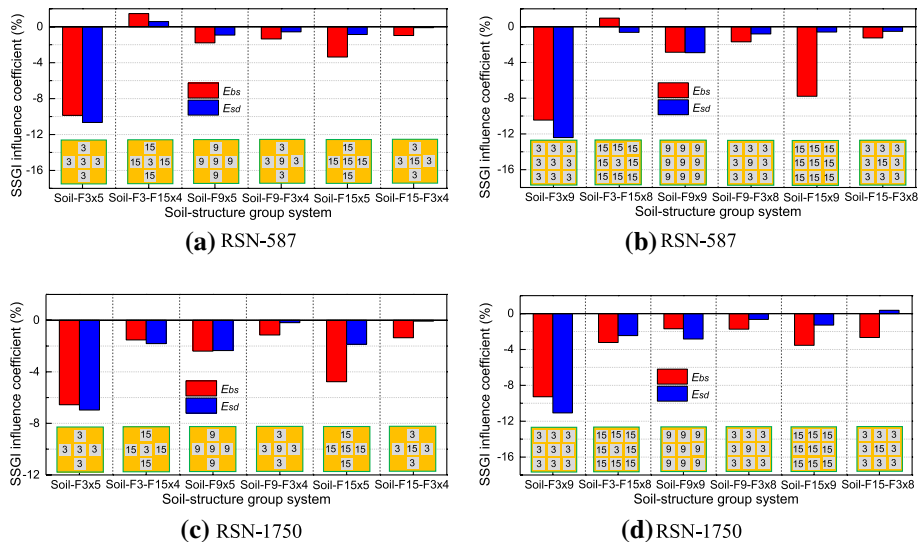 SSGI influence coefficient (%)
0
-4
-8
-12
-16
Ebs
Esd
3
3 3 3
3
15
15 3 15
15
9
9 9 9
9
3
3 9 3
3
15
15 15 15
15
3
3 15 3
3
Soil-F3x5 Soil-F3-F15x4 Soil-F9x5 Soil-F9-F3x4 Soil-F15x5 Soil-F15-F3x4
Soil-structure group system
(a) RSN-587
SSGI influence coefficient (%)
0
-4
-8
-12
-16
Ebs
Esd
3 3 3
3 3 3
3 3 3
15 15 15
15 3 15
15 15 15
9 9 9
9 9 9
9 9 9
3 3 3
3 9 3
3 3 3
15 15 15
15 15 15
15 15 15
3 3 3
3 15 3
3 3 3
Soil-F3x9 Soil-F3-F15x8 Soil-F9x9 Soil-F9-F3x8 Soil-F15x9 Soil-F15-F3x8
Soil-structure group system
(b) RSN-587
SSGI influence coefficient (%)
0
-4
-8
-12
Ebs
Esd
3
3 3 3
3
15
15 3 15
15
9
9 9 9
9
3
3 9 3
3
15
15 15 15
15
3
3 15 3
3
Soil-F3x5 Soil-F3-F15x4 Soil-F9x5 Soil-F9-F3x4 Soil-F15x5 Soil-F15-F3x4
Soil-structure group system
(c) RSN-1750
SSGI influence coefficient (%)
0
-4
-8
-12
-16
Ebs
Esd
3 3 3
3 3 3
3 3 3
15 15 15
15 3 15
15 15 15
9 9 9
9 9 9
9 9 9
3 3 3
3 9 3
3 3 3
15 15 15
15 15 15
15 15 15
3 3 3
3 15 3
3 3 3
Soil-F3x9 Soil-F3-F15x8 Soil-F9x9 Soil-F9-F3x8 Soil-F15x9 Soil-F15-F3x8
Soil-structure group system
(d) RSN-1750